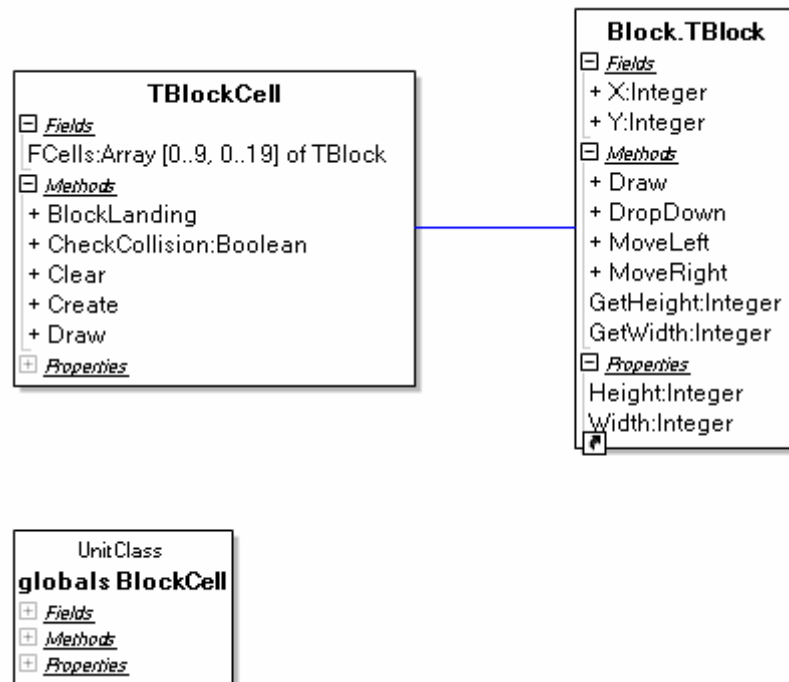 TBlockCell
Fields
FCells:Array [0..9, 0..19] of TBlock
Methods
+ BlockLanding
+ CheckCollision:Boolean
+ Clear
+ Create
+ Draw
Properties
Block.TBlock
Fields
+ X:Integer
+ Y:Integer
Methods
+ Draw
+ DropDown
+ MoveLeft
+ MoveRight
GetHeight:Integer
GetWidth:Integer
Properties
Height:Integer
Width:Integer
UnitClass
globals BlockCell
Fields
Methods
Properties